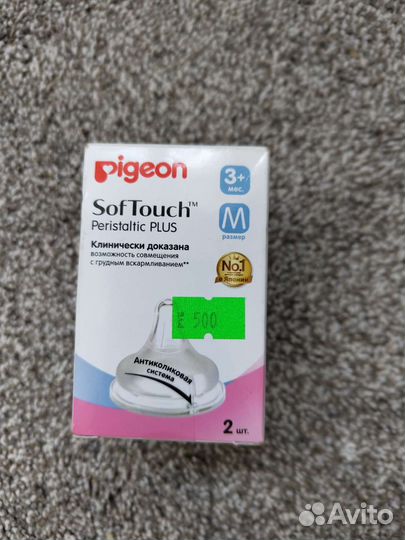 pigeon
3+
мес.
SofTouch™
Peristaltic PLUS
M
размер
Клинически доказана
возможность совмещения
с грудным вскармливанием**
No.1
в Японии*
РУБ 500
Антиколиковая
система
2 шт.
Avito